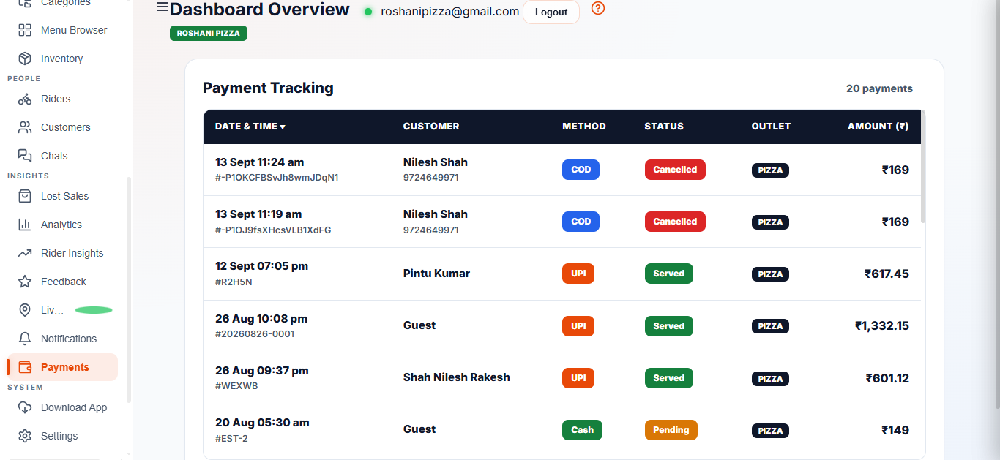 Categories
Menu Browser
Inventory
PEOPLE
Riders
Customers
Chats
INSIGHTS
Lost Sales
Analytics
Rider Insights
Feedback
Liv...
Notifications
Payments
SYSTEM
Download App
Settings
Dashboard Overview
roshanipizza@gmail.com
Logout
?
ROSHANI PIZZA
Payment Tracking
20 payments
DATE & TIME ▾ CUSTOMER METHOD STATUS OUTLET AMOUNT (₹)
13 Sept 11:24 am Nilesh Shah COD Cancelled PIZZA ₹169
#-P1OKCFBSvJh8wmJDqN1 9724649971
13 Sept 11:19 am Nilesh Shah COD Cancelled PIZZA ₹169
#-P1OJ9fsXHcsVLB1XdFG 9724649971
12 Sept 07:05 pm Pintu Kumar UPI Served PIZZA ₹617.45
#R2H5N
26 Aug 10:08 pm Guest UPI Served PIZZA ₹1,332.15
#20260826-0001
26 Aug 09:37 pm Shah Nilesh Rakesh UPI Served PIZZA ₹601.12
#WEXWB
20 Aug 05:30 am Guest Cash Pending PIZZA ₹149
#EST-2